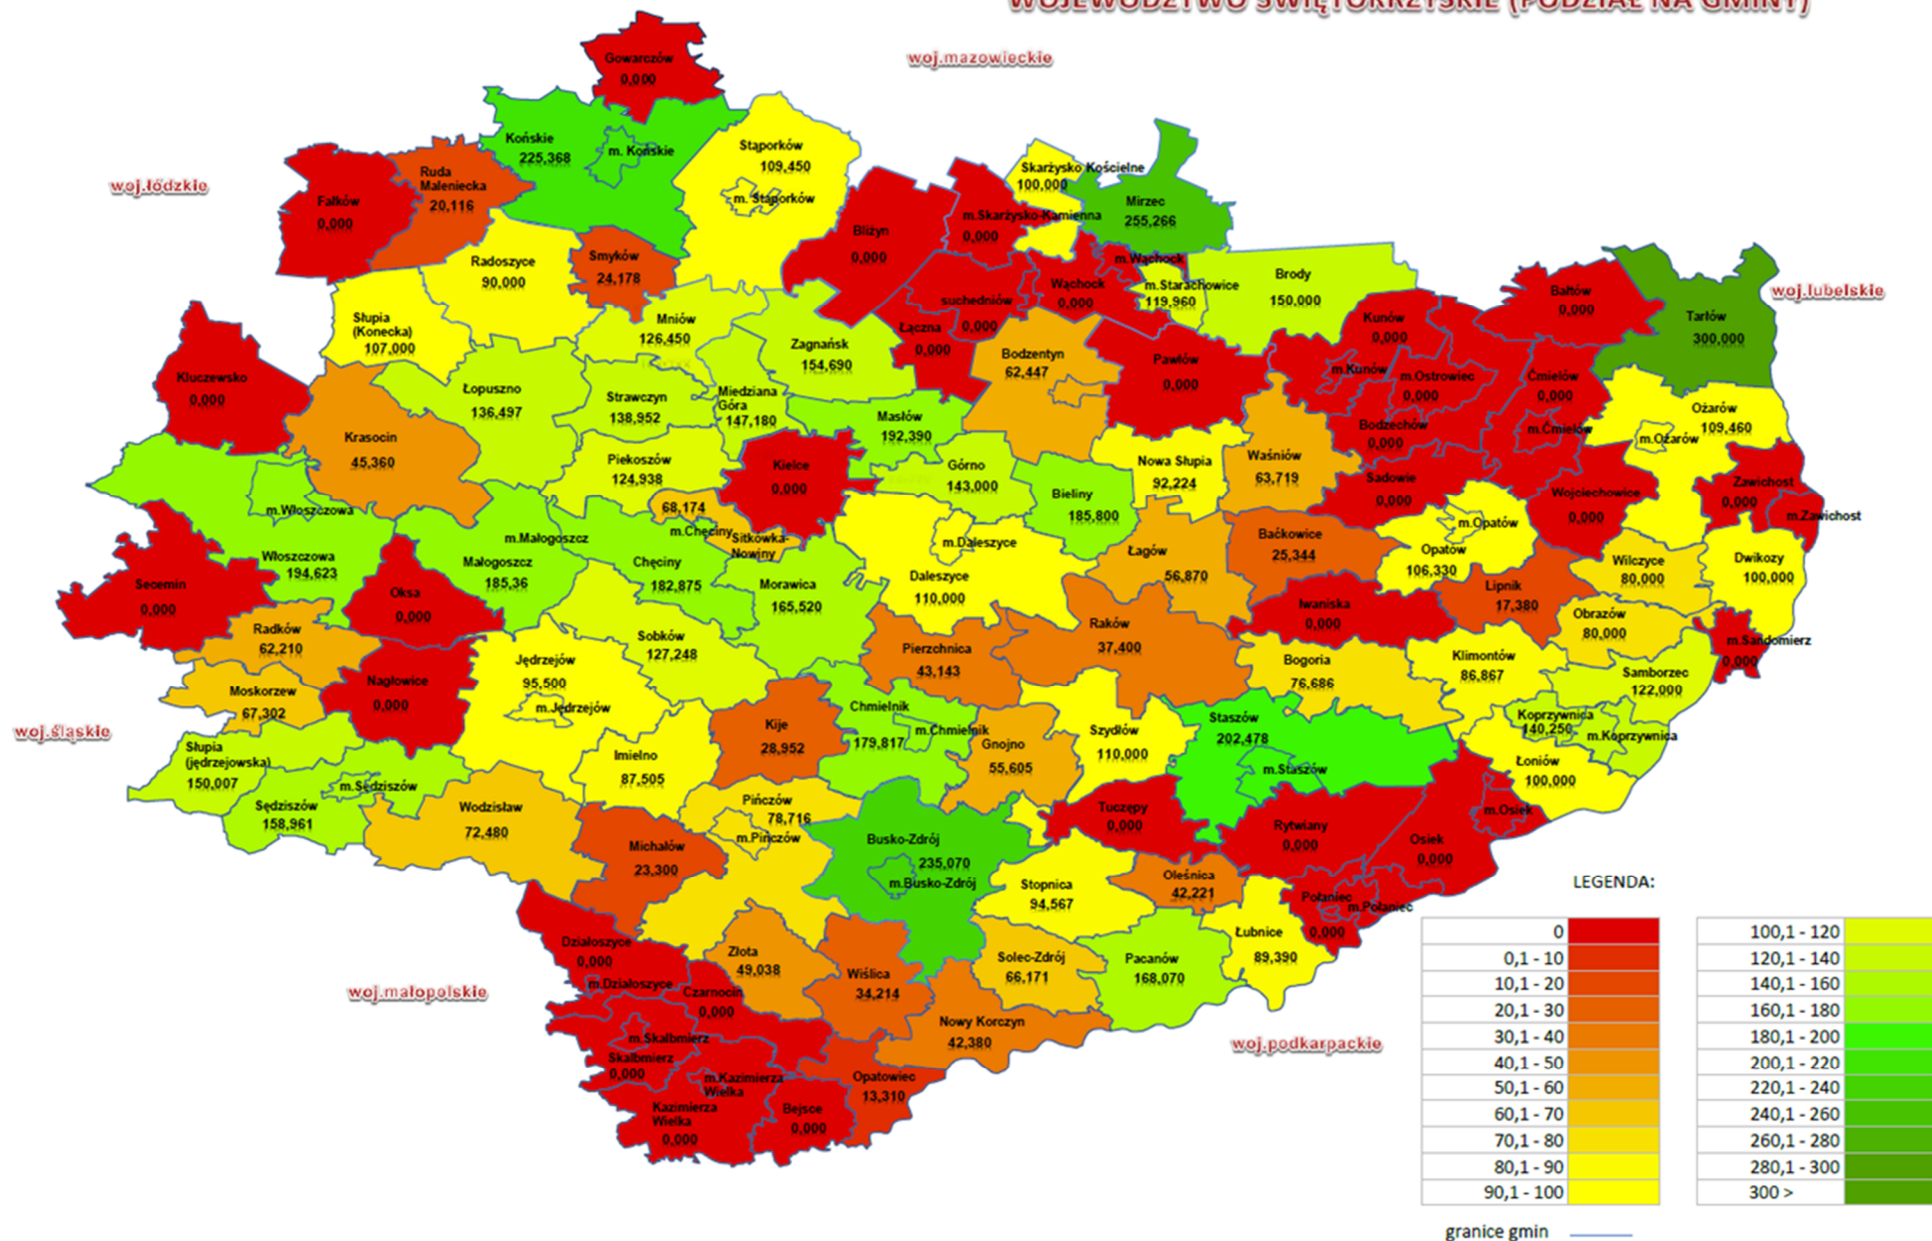 WOJEWÓDZTWO ŚWIĘTOKRZYSKIE (PODZIAŁ NA GMINY)
woj.mazowieckie
Gowarczów
0,000
Końskie
225,368
m. Końskie
Stąporków
109,450
m. Stąporków
woj.łódzkie
Fałków
0,000
Ruda
Maleniecka
20,116
Skarżysko Kościelne
100,000
Mirzec
255,266
m.Skarżysko-Kamienna
0,000
Bliżyn
0,000
Radoszyce
90,000
Smyków
24,178
m.Wąchock
Wąchock
0,000
m.Starachowice
119,960
Brody
150,000
suchedniów
0,000
Bałtów
0,000
Tarłów
300,000
woj.lubelskie
Słupia
(Konecka)
107,000
Mniów
126,450
Zagnańsk
154,690
Łączna
0,000
Bodzentyn
62,447
Pawłów
0,000
Kunów
0,000
m.Kunów
m.Ostrowiec
0,000
Ćmielów
0,000
m.Ćmielów
Bodzechów
0,000
Kluczewsko
0,000
Łopuszno
136,497
Strawczyn
138,952
Miedziana
Góra
147,180
Masłów
192,390
Ożarów
109,460
m.Ożarów
Krasocin
45,360
Piekoszów
124,938
Kielce
0,000
Górno
143,000
Bieliny
185,800
Nowa Słupia
92,224
Waśniów
63,719
Sadowie
0,000
Wojciechowice
0,000
Zawichost
0,000
m.Zawichost
m.Włoszczowa
Włoszczowa
194,623
m.Małogoszcz
Małogoszcz
185,36
68,174
m.Chęciny
Sitkówka-
Nowiny
Chęciny
182,875
Morawica
165,520
m.Daleszyce
Daleszyce
110,000
Łagów
56,870
Baćkowice
25,344
m.Opatów
Opatów
106,330
Lipnik
17,380
Wilczyce
80,000
Dwikozy
100,000
Secemin
0,000
Oksa
0,000
Iwaniska
0,000
Obrazów
80,000
m.Sandomierz
0,000
Radków
62,210
Sobków
127,248
Pierzchnica
43,143
Raków
37,400
Bogoria
76,686
Klimontów
86,867
Samborzec
122,000
Moskorzew
67,302
Nagłowice
0,000
Jędrzejów
95,500
m.Jędrzejów
Kije
28,952
Chmielnik
179,817
m.Chmielnik
Gnojno
55,605
Szydłów
110,000
Staszów
202,478
m.Staszów
Koprzywnica
140,250
m.Koprzywnica
woj.śląskie
Słupia
(jędrzejowska)
150,007
Imielno
87,505
Łoniów
100,000
Sędziszów
158,961
m.Sędziszów
Wodzisław
72,480
Pińczów
78,716
m.Pińczów
Busko-Zdrój
235,070
m.Busko-Zdrój
Tuczępy
0,000
Rytwiany
0,000
Osiek
0,000
m.Osiek
Michałów
23,300
Stopnica
94,567
Oleśnica
42,221
Połaniec
m.Połaniec
0,000
Działoszyce
0,000
m.Działoszyce
Złota
49,038
Wiślica
34,214
Solec-Zdrój
66,171
Pacanów
168,070
Łubnice
89,390
woj.małopolskie
Czarnocin
0,000
Nowy Korczyn
42,380
woj.podkarpackie
m.Skalbmierz
Skalbmierz
0,000
m.Kazimierza
Wielka
Kazimierza
Wielka
0,000
Bejsce
0,000
Opatowiec
13,310
LEGENDA:
0
0,1 - 10
10,1 - 20
20,1 - 30
30,1 - 40
40,1 - 50
50,1 - 60
60,1 - 70
70,1 - 80
80,1 - 90
90,1 - 100
100,1 - 120
120,1 - 140
140,1 - 160
160,1 - 180
180,1 - 200
200,1 - 220
220,1 - 240
240,1 - 260
260,1 - 280
280,1 - 300
300 >
granice gmin